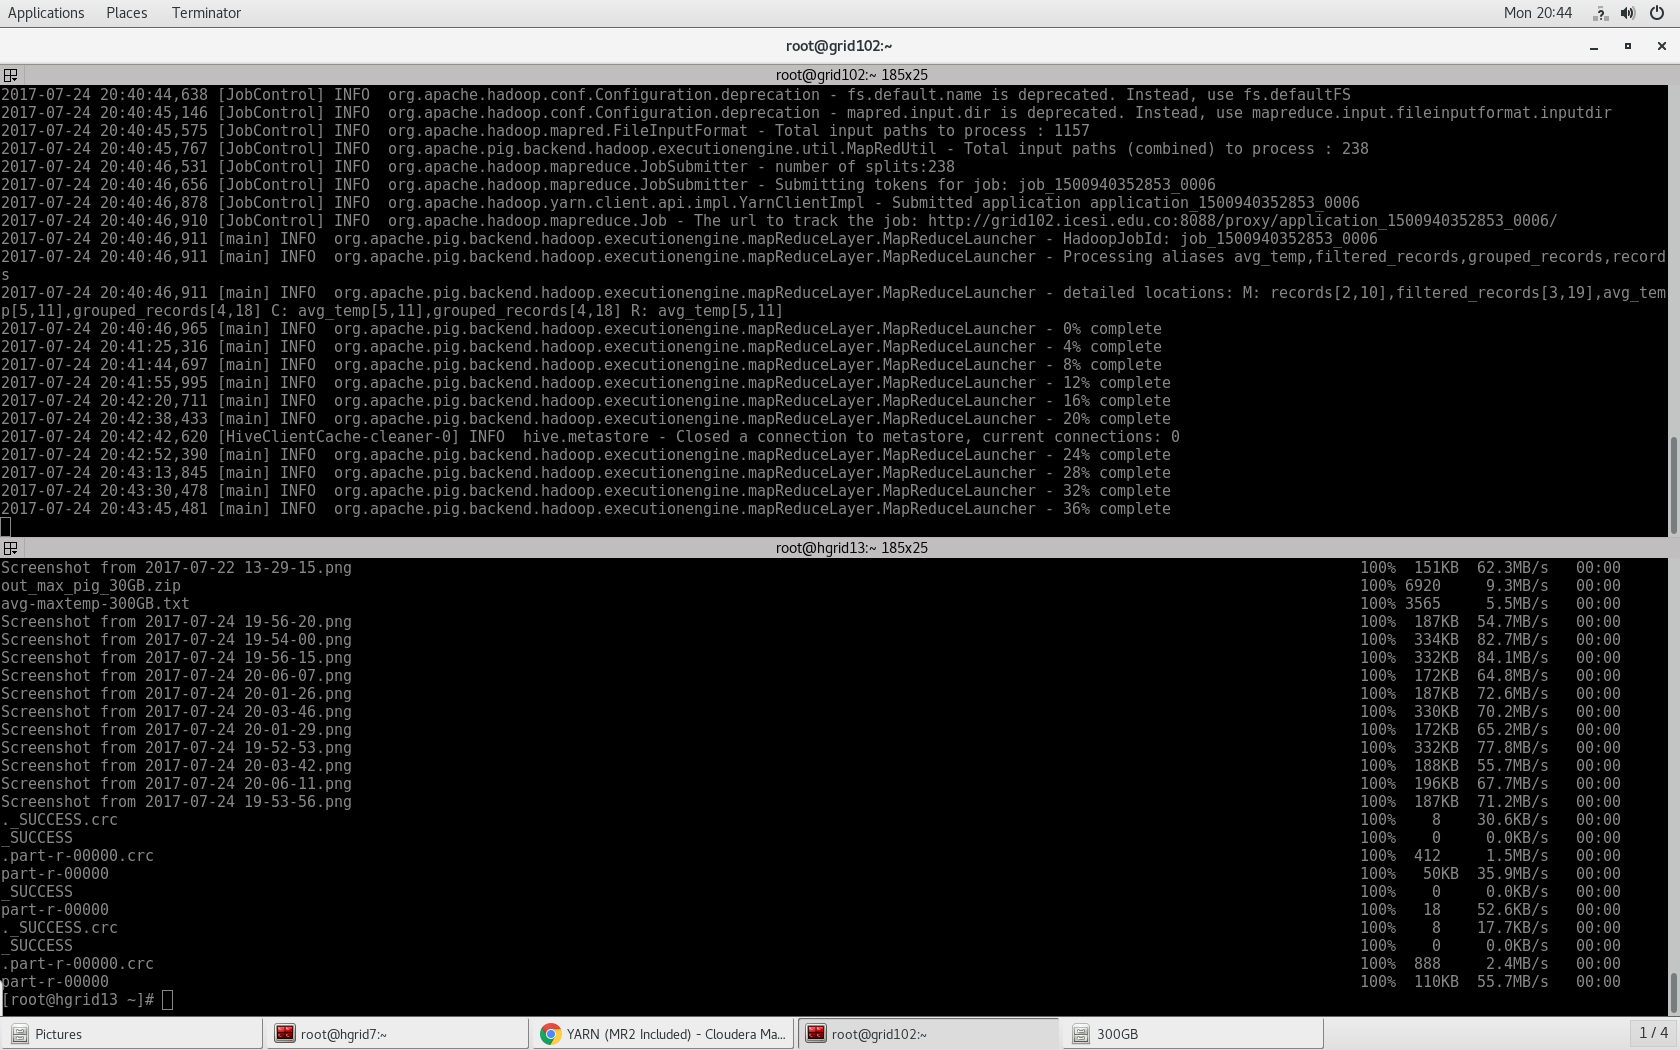 Applications Places Terminator Mon 20:44
root@grid102:~
root@grid102:~ 185x25
2017-07-24 20:40:44,638 [JobControl] INFO  org.apache.hadoop.conf.Configuration.deprecation - fs.default.name is deprecated. Instead, use fs.defaultFS
2017-07-24 20:40:45,146 [JobControl] INFO  org.apache.hadoop.conf.Configuration.deprecation - mapred.input.dir is deprecated. Instead, use mapreduce.input.fileinputformat.inputdir
2017-07-24 20:40:45,575 [JobControl] INFO  org.apache.hadoop.mapred.FileInputFormat - Total input paths to process : 1157
2017-07-24 20:40:45,767 [JobControl] INFO  org.apache.pig.backend.hadoop.executionengine.util.MapRedUtil - Total input paths (combined) to process : 238
2017-07-24 20:40:46,531 [JobControl] INFO  org.apache.hadoop.mapreduce.JobSubmitter - number of splits:238
2017-07-24 20:40:46,656 [JobControl] INFO  org.apache.hadoop.mapreduce.JobSubmitter - Submitting tokens for job: job_1500940352853_0006
2017-07-24 20:40:46,878 [JobControl] INFO  org.apache.hadoop.yarn.client.api.impl.YarnClientImpl - Submitted application application_1500940352853_0006
2017-07-24 20:40:46,910 [JobControl] INFO  org.apache.hadoop.mapreduce.Job - The url to track the job: http://grid102.icesi.edu.co:8088/proxy/application_1500940352853_0006/
2017-07-24 20:40:46,911 [main] INFO  org.apache.pig.backend.hadoop.executionengine.mapReduceLayer.MapReduceLauncher - HadoopJobId: job_1500940352853_0006
2017-07-24 20:40:46,911 [main] INFO  org.apache.pig.backend.hadoop.executionengine.mapReduceLayer.MapReduceLauncher - Processing aliases avg_temp,filtered_records,grouped_records,record
s
2017-07-24 20:40:46,911 [main] INFO  org.apache.pig.backend.hadoop.executionengine.mapReduceLayer.MapReduceLauncher - detailed locations: M: records[2,10],filtered_records[3,19],avg_tem
p[5,11],grouped_records[4,18] C: avg_temp[5,11],grouped_records[4,18] R: avg_temp[5,11]
2017-07-24 20:40:46,965 [main] INFO  org.apache.pig.backend.hadoop.executionengine.mapReduceLayer.MapReduceLauncher - 0% complete
2017-07-24 20:41:25,316 [main] INFO  org.apache.pig.backend.hadoop.executionengine.mapReduceLayer.MapReduceLauncher - 4% complete
2017-07-24 20:41:44,697 [main] INFO  org.apache.pig.backend.hadoop.executionengine.mapReduceLayer.MapReduceLauncher - 8% complete
2017-07-24 20:41:55,995 [main] INFO  org.apache.pig.backend.hadoop.executionengine.mapReduceLayer.MapReduceLauncher - 12% complete
2017-07-24 20:42:20,711 [main] INFO  org.apache.pig.backend.hadoop.executionengine.mapReduceLayer.MapReduceLauncher - 16% complete
2017-07-24 20:42:38,433 [main] INFO  org.apache.pig.backend.hadoop.executionengine.mapReduceLayer.MapReduceLauncher - 20% complete
2017-07-24 20:42:42,620 [HiveClientCache-cleaner-0] INFO  hive.metastore - Closed a connection to metastore, current connections: 0
2017-07-24 20:42:52,390 [main] INFO  org.apache.pig.backend.hadoop.executionengine.mapReduceLayer.MapReduceLauncher - 24% complete
2017-07-24 20:43:13,845 [main] INFO  org.apache.pig.backend.hadoop.executionengine.mapReduceLayer.MapReduceLauncher - 28% complete
2017-07-24 20:43:30,478 [main] INFO  org.apache.pig.backend.hadoop.executionengine.mapReduceLayer.MapReduceLauncher - 32% complete
2017-07-24 20:43:45,481 [main] INFO  org.apache.pig.backend.hadoop.executionengine.mapReduceLayer.MapReduceLauncher - 36% complete
root@hgrid13:~ 185x25
Screenshot from 2017-07-22 13-29-15.png 100% 151KB 62.3MB/s 00:00
out_max_pig_30GB.zip 100% 6920 9.3MB/s 00:00
avg-maxtemp-300GB.txt 100% 3565 5.5MB/s 00:00
Screenshot from 2017-07-24 19-56-20.png 100% 187KB 54.7MB/s 00:00
Screenshot from 2017-07-24 19-54-00.png 100% 334KB 82.7MB/s 00:00
Screenshot from 2017-07-24 19-56-15.png 100% 332KB 84.1MB/s 00:00
Screenshot from 2017-07-24 20-06-07.png 100% 172KB 64.8MB/s 00:00
Screenshot from 2017-07-24 20-01-26.png 100% 187KB 72.6MB/s 00:00
Screenshot from 2017-07-24 20-03-46.png 100% 330KB 70.2MB/s 00:00
Screenshot from 2017-07-24 20-01-29.png 100% 172KB 65.2MB/s 00:00
Screenshot from 2017-07-24 19-52-53.png 100% 332KB 77.8MB/s 00:00
Screenshot from 2017-07-24 20-03-42.png 100% 188KB 55.7MB/s 00:00
Screenshot from 2017-07-24 20-06-11.png 100% 196KB 67.7MB/s 00:00
Screenshot from 2017-07-24 19-53-56.png 100% 187KB 71.2MB/s 00:00
._SUCCESS.crc 100% 8 30.6KB/s 00:00
_SUCCESS 100% 0 0.0KB/s 00:00
.part-r-00000.crc 100% 412 1.5MB/s 00:00
part-r-00000 100% 50KB 35.9MB/s 00:00
_SUCCESS 100% 0 0.0KB/s 00:00
part-r-00000 100% 18 52.6KB/s 00:00
._SUCCESS.crc 100% 8 17.7KB/s 00:00
_SUCCESS 100% 0 0.0KB/s 00:00
.part-r-00000.crc 100% 888 2.4MB/s 00:00
part-r-00000 100% 110KB 55.7MB/s 00:00
[root@hgrid13 ~]#
Pictures root@hgrid7:~ YARN (MR2 Included) - Cloudera Ma... root@grid102:~ 300GB 1 / 4